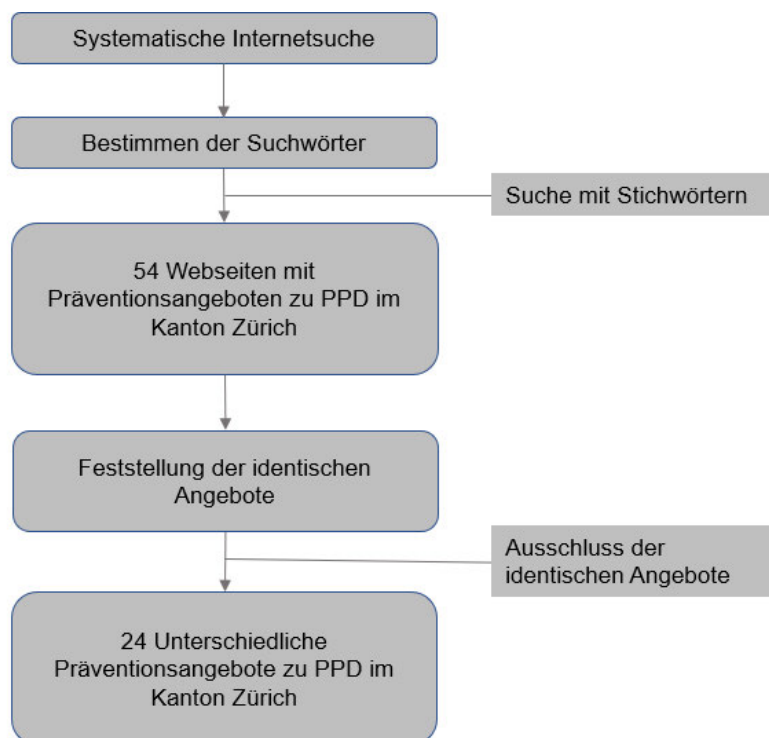 Systematische Internetsuche
Bestimmen der Suchwörter
Suche mit Stichwörtern
54 Webseiten mit
Präventionsangeboten zu PPD im
Kanton Zürich
Feststellung der identischen
Angebote
Ausschluss der
identischen Angebote
24 Unterschiedliche
Präventionsangebote zu PPD im
Kanton Zürich